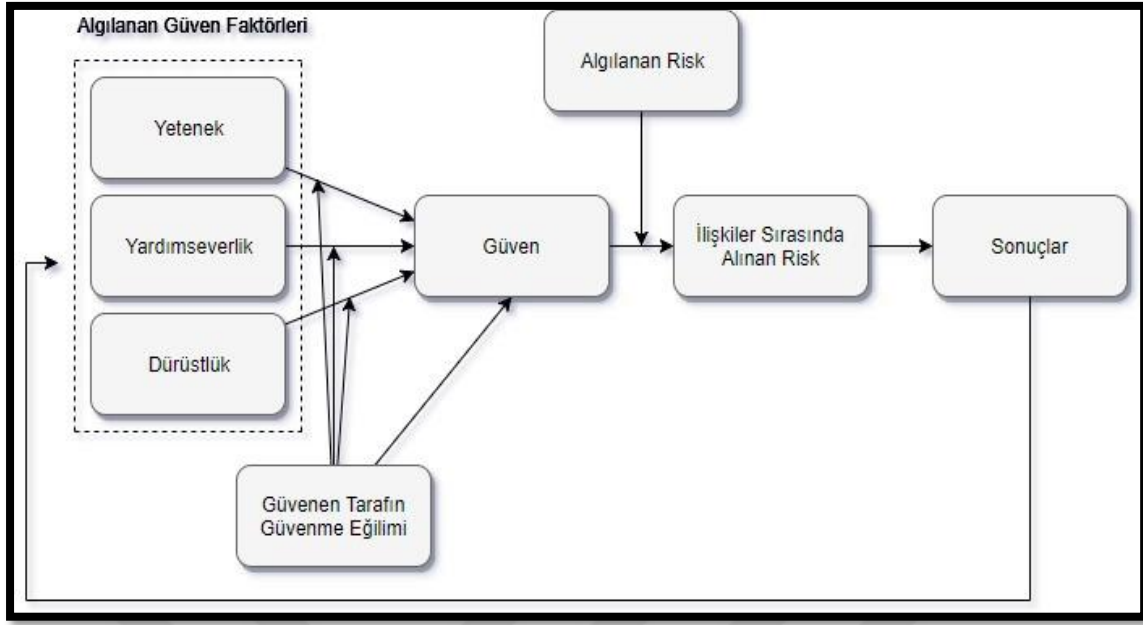 Algılanan Güven Faktörleri
Algılanan Risk
Yetenek
Yardımseverlik
Güven
İlişkiler Sırasında
Alınan Risk
Sonuçlar
Dürüstlük
Güvenen Tarafın
Güvenme Eğilimi